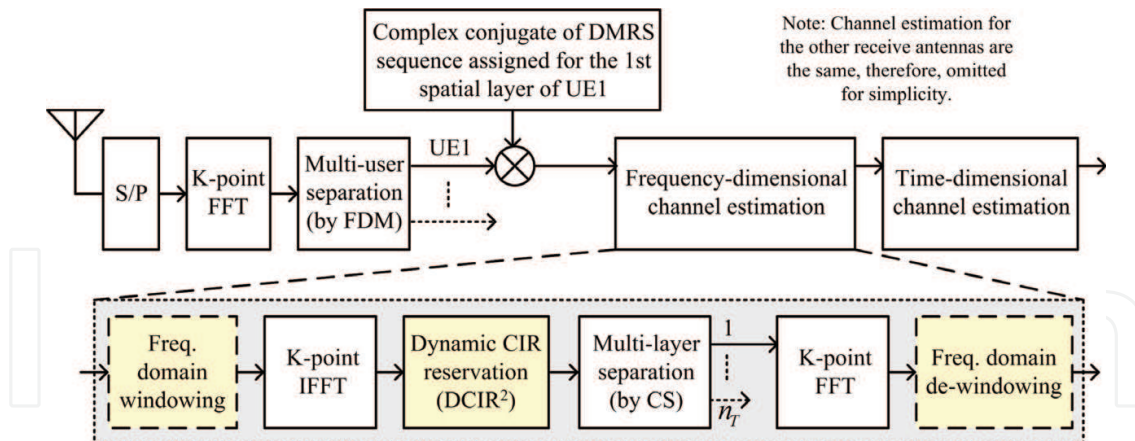 Complex conjugate of DMRS
sequence assigned for the 1st
spatial layer of UE1
Note: Channel estimation for
the other receive antennas are
the same, therefore, omitted
for simplicity.
S/P
K-point
FFT
Multi-user
separation
(by FDM)
UE1
Frequency-dimensional
channel estimation
Time-dimensional
channel estimation
Freq.
domain
windowing
K-point
IFFT
Dynamic CIR
reservation
(DCIR²)
Multi-layer
separation
(by CS)
1
n_T
K-point
FFT
Freq. domain
de-windowing